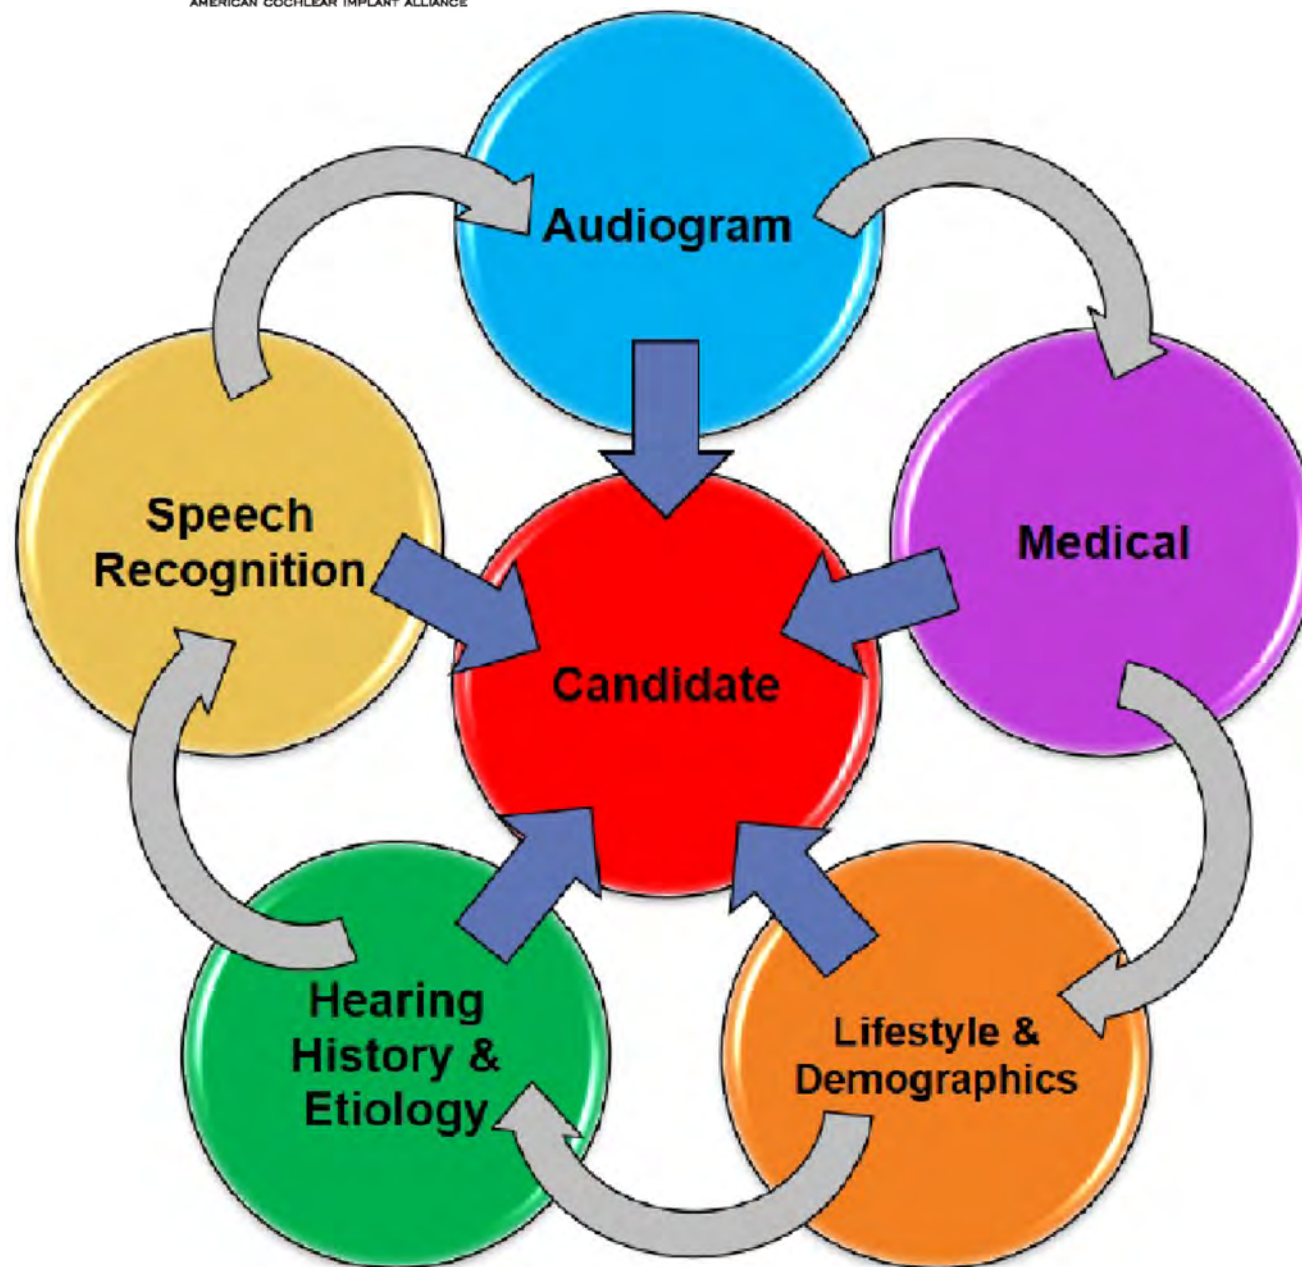 AMERICAN COCHLEAR IMPLANT ALLIANCE
Audiogram
Speech
Recognition
Medical
Candidate
Hearing
History &
Etiology
Lifestyle &
Demographics